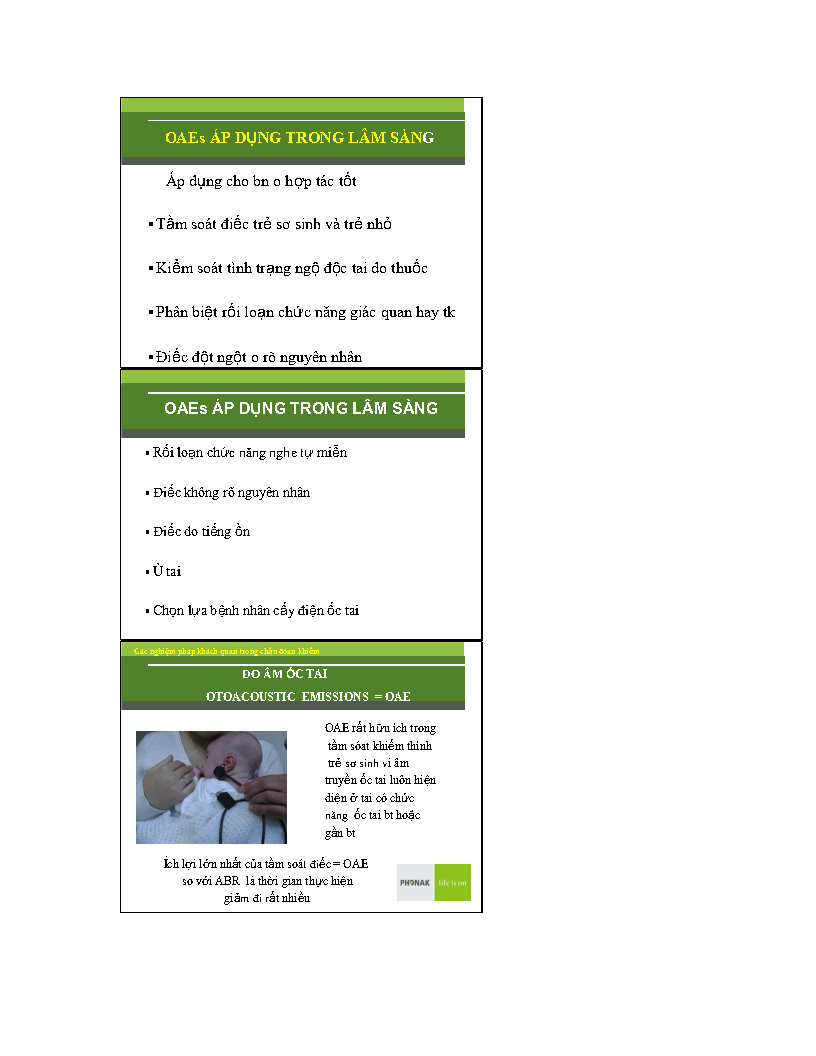 OAEs ÁP DỤNG TRONG LÂM SÀNG
Áp dụng cho bn o hợp tác tốt
▪ Tầm soát điếc trẻ sơ sinh và trẻ nhỏ
▪ Kiểm soát tình trạng ngộ độc tai do thuốc
▪ Phân biệt rối loạn chức năng giác quan hay tk
▪ Điếc đột ngột o rõ nguyên nhân
OAEs ÁP DỤNG TRONG LÂM SÀNG
▪ Rối loạn chức năng nghe tự miễn
▪ Điếc không rõ nguyên nhân
▪ Điếc do tiếng ồn
▪ Ù tai
▪ Chọn lựa bệnh nhân cấy điện ốc tai
Các nghiệm pháp khách quan trong chẩn đoán khiếm
ĐO ÂM ỐC TAI
OTOACOUSTIC EMISSIONS = OAE
OAE rất hữu ích trong
tầm sóat khiếm thính
trẻ sơ sinh vì âm
truyền ốc tai luôn hiện
diện ở tai có chức
năng ốc tai bt hoặc
gần bt
Ích lợi lớn nhất của tầm soát điếc = OAE
so với ABR là thời gian thực hiện
giảm đi rất nhiều
PHONAK life is on